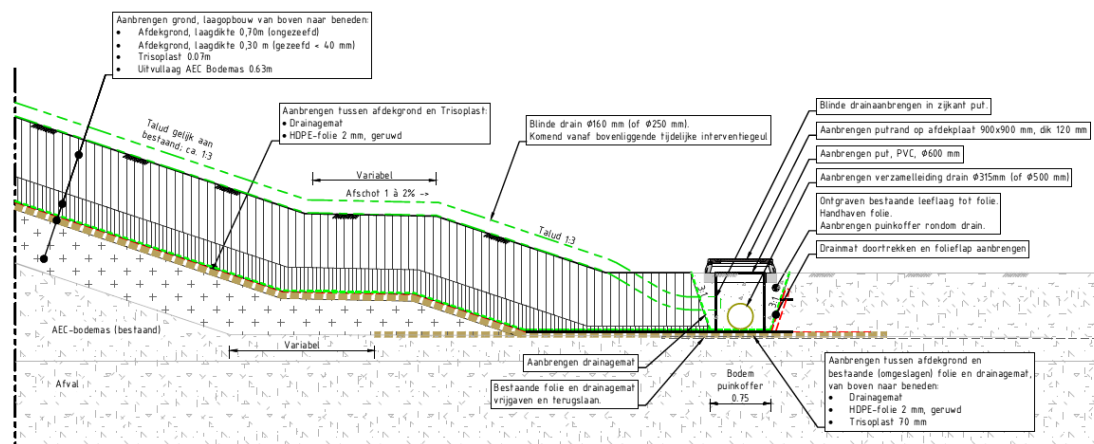 Aanbrengen grond, laagopbouw van boven naar beneden:
• Afdekgrond, laagdikte 0,70m (ongezeefd)
• Afdekgrond, laagdikte 0,30 m (gezeefd < 40 mm)
• Trisoplast 0.07m
• Uitvullaag AEC Bodemas 0.63m
Aanbrengen tussen afdekgrond en Trisoplast:
• Drainagemat
• HDPE-folie 2 mm, geruwd
Talud gelijk aan
bestaand; ca. 1:3
Variabel
Afschot 1 à 2% ->
Blinde drain Ø160 mm (of Ø250 mm).
Komend vanaf bovenliggende tijdelijke interventiegeul
Talud 1:3
Blinde drainaanbrengen in zijkant put.
Aanbrengen putrand op afdekplaat 900x900 mm, dik 120 mm
Aanbrengen put, PVC, Ø600 mm
Aanbrengen verzamelleiding drain Ø315mm (of Ø500 mm)
Ontgraven bestaande leeflaag tot folie.
Handhaven folie.
Aanbrengen puinkoffer rondom drain.
Drainmat doortrekken en folieflap aanbrengen
AEC-bodemas (bestaand)
Variabel
Afval
Aanbrengen drainagemat
Bestaande folie en drainagemat
vrijgaven en terugslaan.
Bodem
puinkoffer
0.75
Aanbrengen tussen afdekgrond en
bestaande (omgeslagen) folie en drainagemat,
van boven naar beneden:
• Drainagemat
• HDPE-folie 2 mm, geruwd
• Trisoplast 70 mm